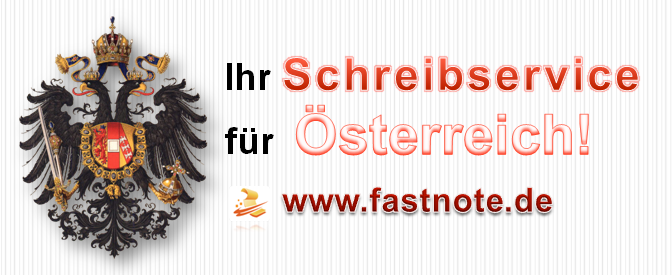 Ihr Schreibservice
für Österreich!
www.fastnote.de